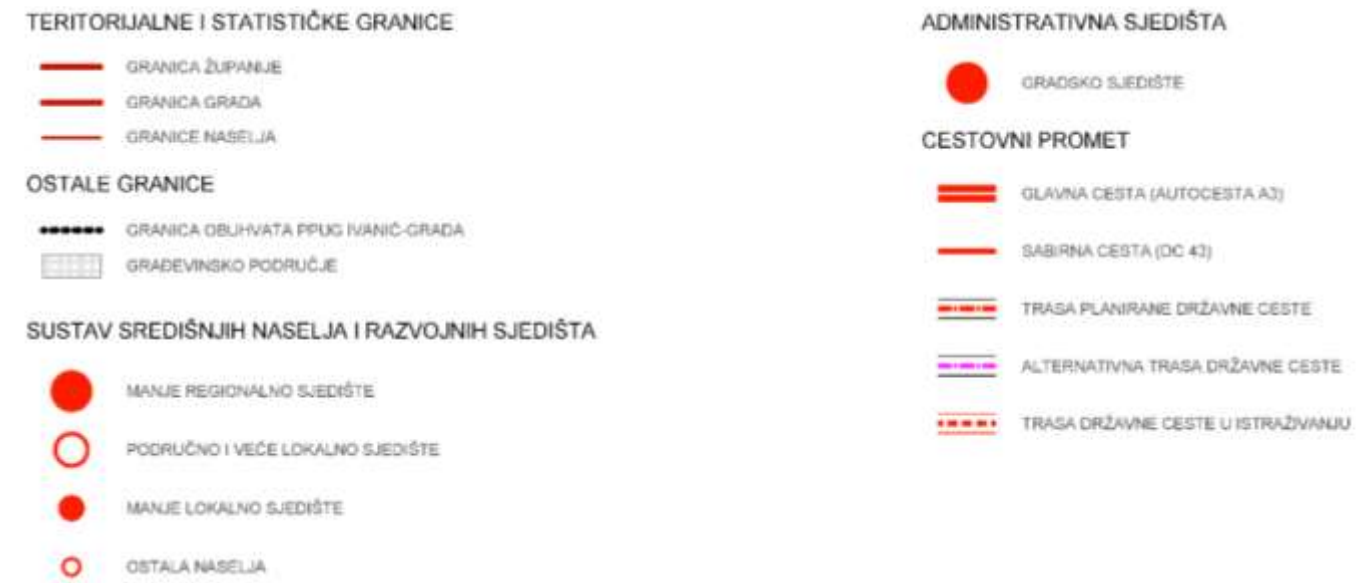 TERITORIJALNE I STATISTIČKE GRANICE
GRANICA ŽUPANIJE
GRANICA GRADA
GRANICE NASELJA
OSTALE GRANICE
GRANICA OBUHVATA PPUG IVANIĆ-GRADA
GRAĐEVINSKO PODRUČJE
SUSTAV SREDIŠNJIH NASELJA I RAZVOJNIH SJEDIŠTA
MANJE REGIONALNO SJEDIŠTE
PODRUČNO I VEĆE LOKALNO SJEDIŠTE
MANJE LOKALNO SJEDIŠTE
OSTALA NASELJA
ADMINISTRATIVNA SJEDIŠTA
GRADSKO SJEDIŠTE
CESTOVNI PROMET
GLAVNA CESTA (AUTOCESTA A3)
SABIRNA CESTA (DC 43)
TRASA PLANIRANE DRŽAVNE CESTE
ALTERNATIVNA TRASA DRŽAVNE CESTE
TRASA DRŽAVNE CESTE U ISTRAŽIVANJU